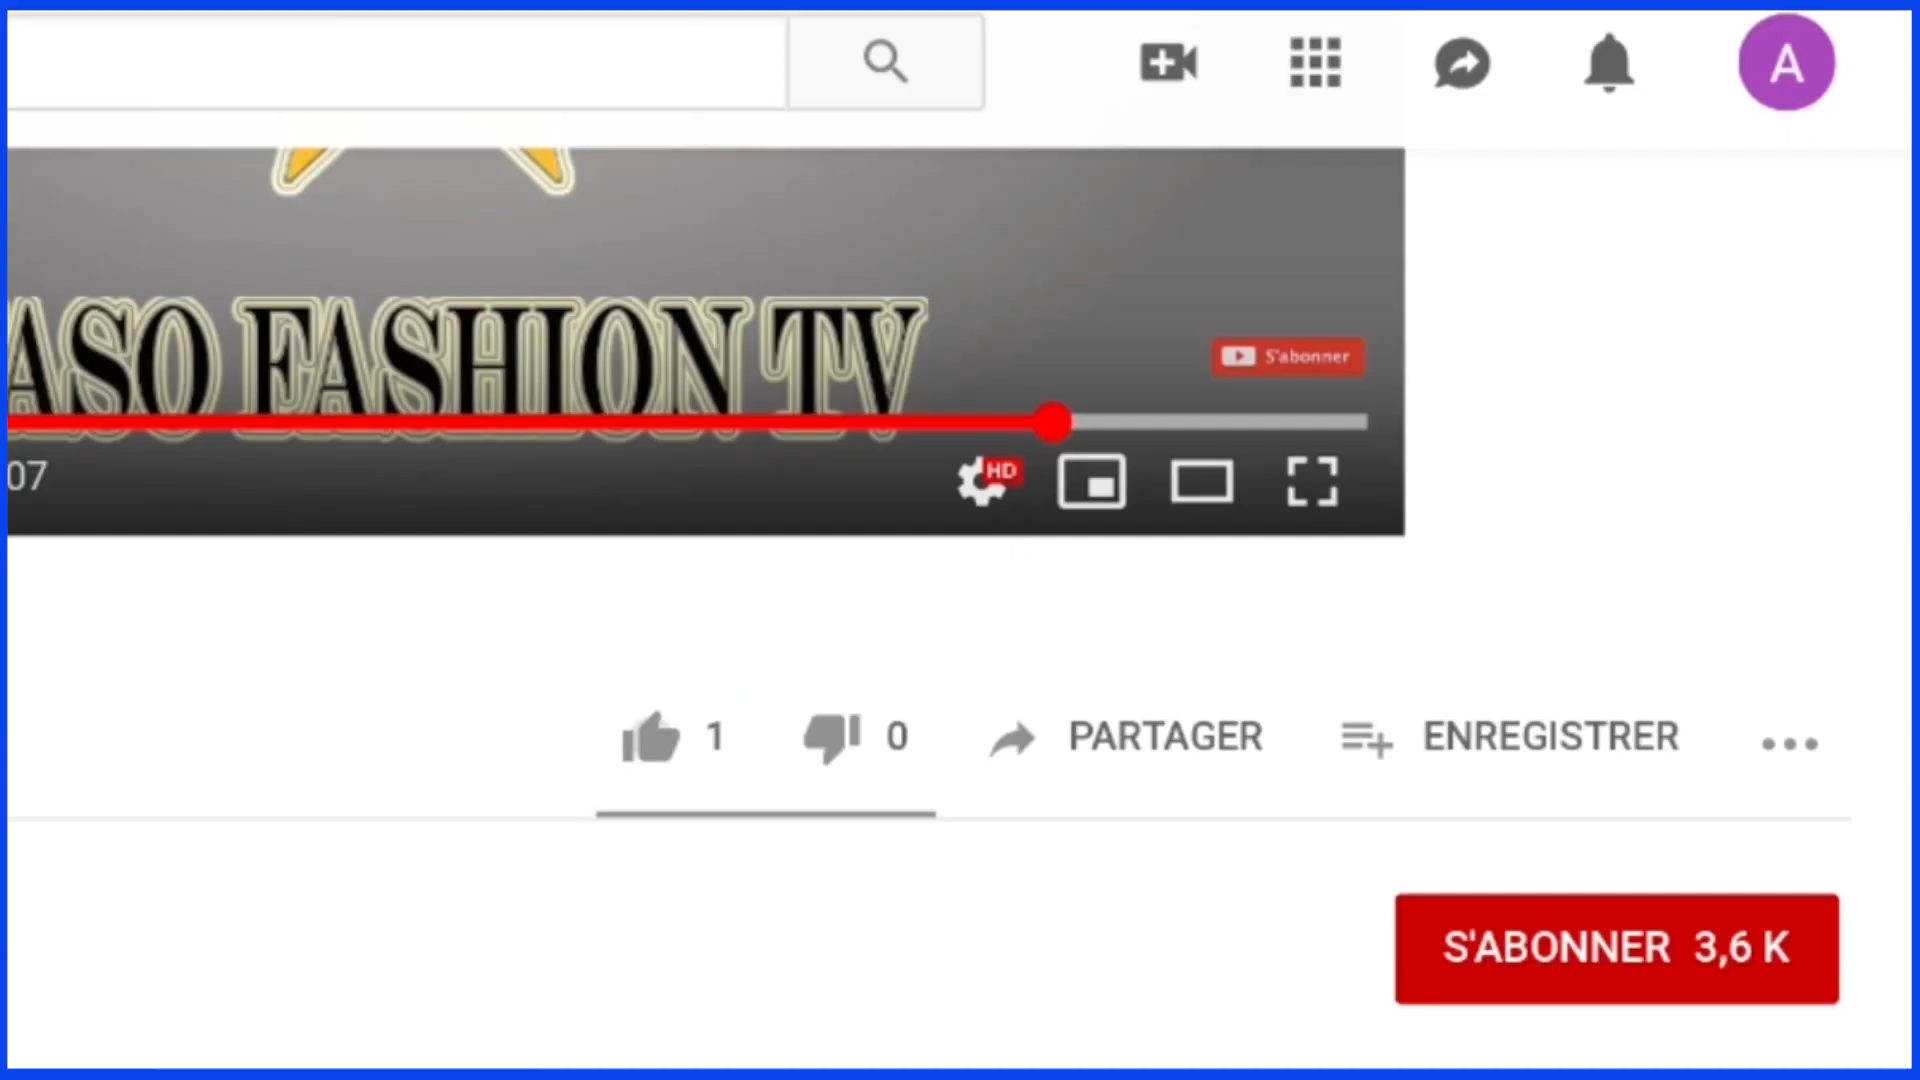 A
ASO FASHION TV
S'abonner
07
HD
1 0 PARTAGER ENREGISTRER
S'ABONNER 3,6 K